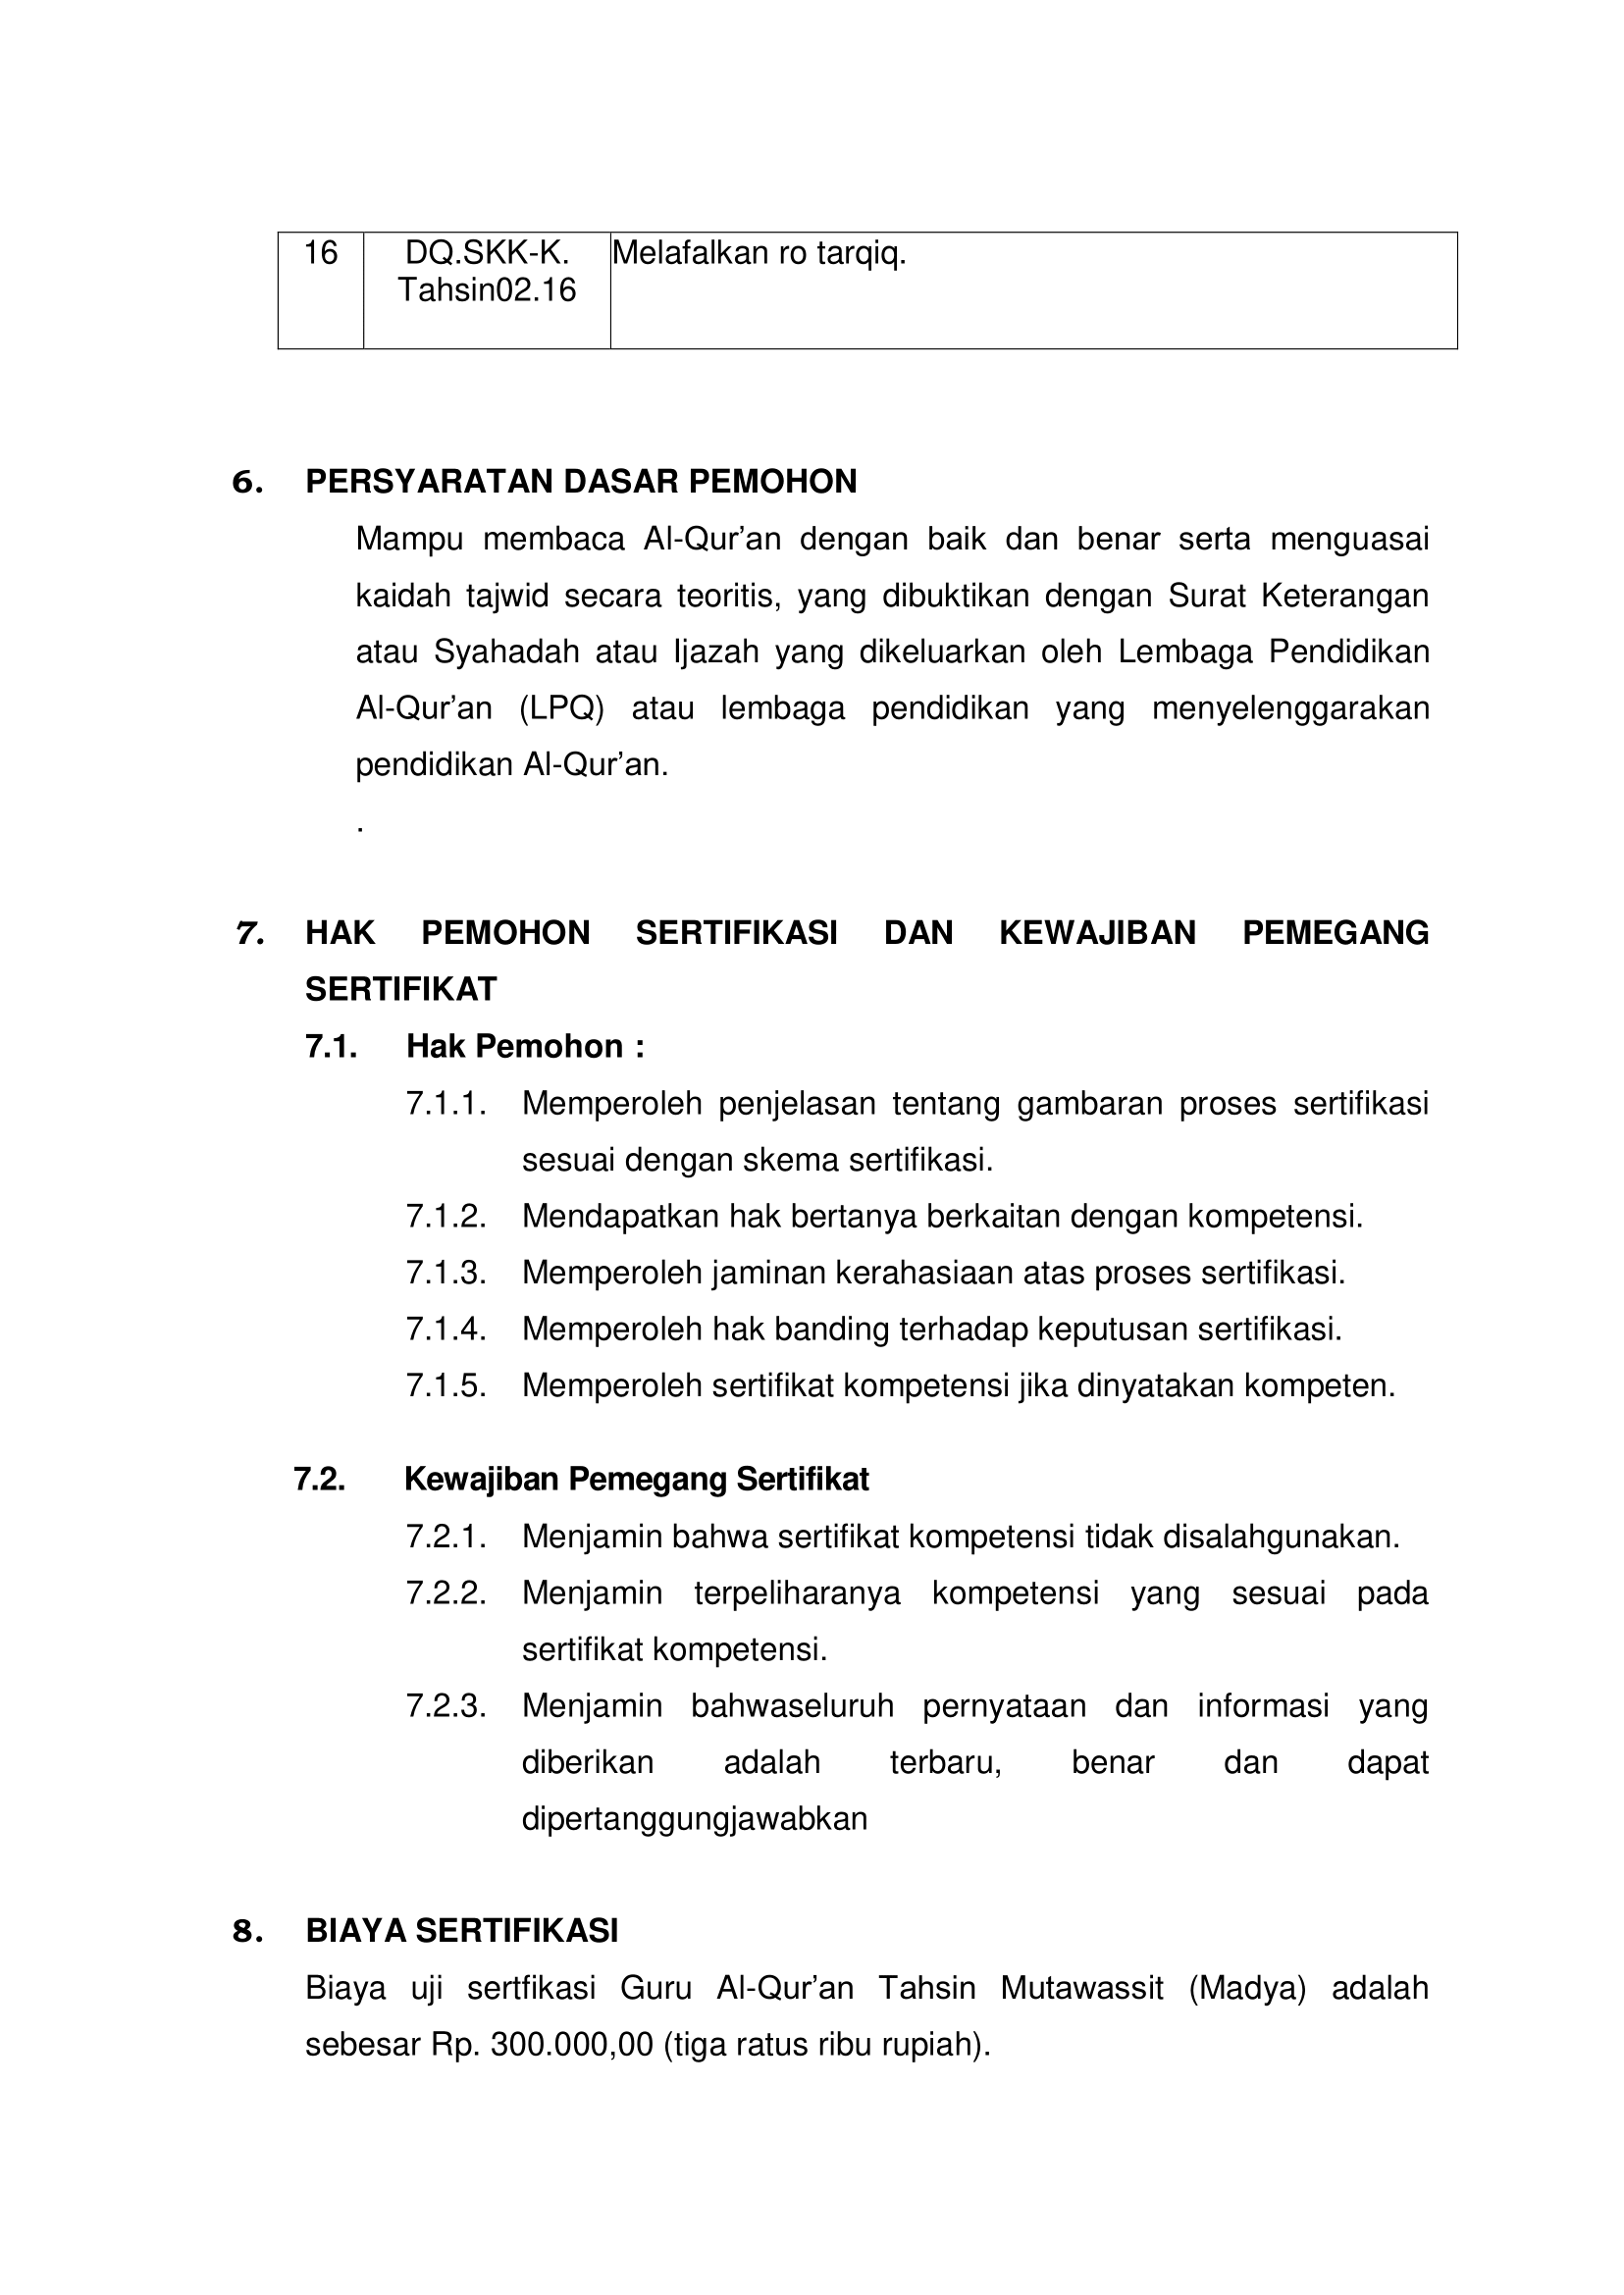 16 DQ.SKK-K. Melafalkan ro tarqiq.
Tahsin02.16
6. PERSYARATAN DASAR PEMOHON
Mampu membaca Al-Qur’an dengan baik dan benar serta menguasai
kaidah tajwid secara teoritis, yang dibuktikan dengan Surat Keterangan
atau Syahadah atau Ijazah yang dikeluarkan oleh Lembaga Pendidikan
Al-Qur’an (LPQ) atau lembaga pendidikan yang menyelenggarakan
pendidikan Al-Qur’an.
.
7. HAK PEMOHON SERTIFIKASI DAN KEWAJIBAN PEMEGANG
SERTIFIKAT
7.1. Hak Pemohon :
7.1.1. Memperoleh penjelasan tentang gambaran proses sertifikasi
sesuai dengan skema sertifikasi.
7.1.2. Mendapatkan hak bertanya berkaitan dengan kompetensi.
7.1.3. Memperoleh jaminan kerahasiaan atas proses sertifikasi.
7.1.4. Memperoleh hak banding terhadap keputusan sertifikasi.
7.1.5. Memperoleh sertifikat kompetensi jika dinyatakan kompeten.
7.2. Kewajiban Pemegang Sertifikat
7.2.1. Menjamin bahwa sertifikat kompetensi tidak disalahgunakan.
7.2.2. Menjamin terpeliharanya kompetensi yang sesuai pada
sertifikat kompetensi.
7.2.3. Menjamin bahwaseluruh pernyataan dan informasi yang
diberikan adalah terbaru, benar dan dapat
dipertanggungjawabkan
8. BIAYA SERTIFIKASI
Biaya uji sertfikasi Guru Al-Qur’an Tahsin Mutawassit (Madya) adalah
sebesar Rp. 300.000,00 (tiga ratus ribu rupiah).